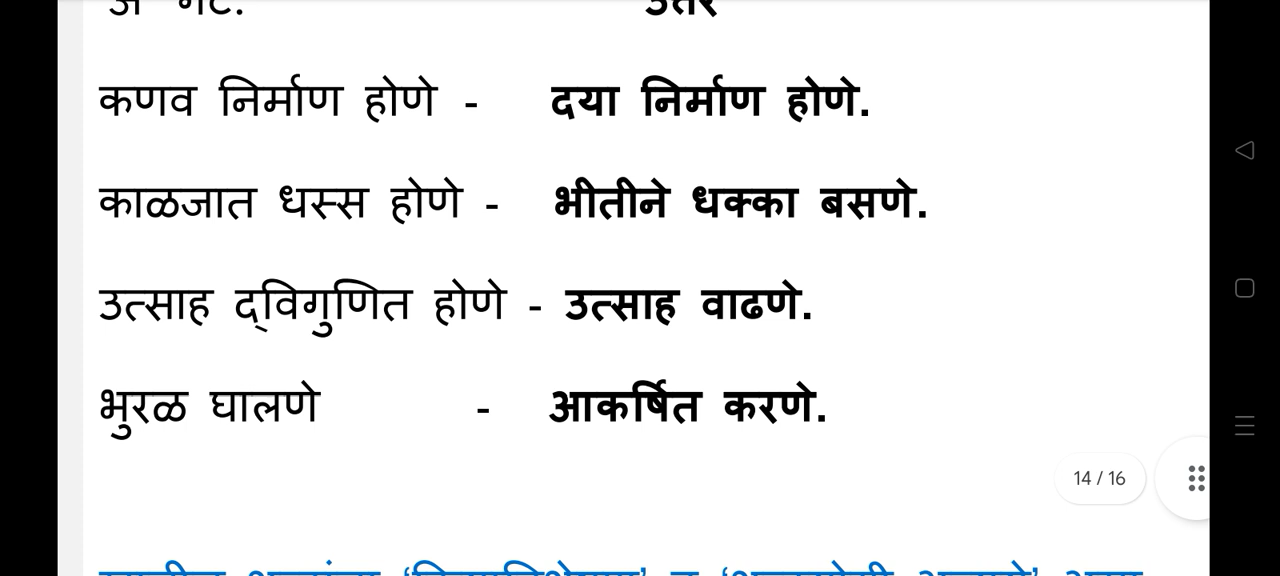 कणव निर्माण होणे - दया निर्माण होणे.
काळजात धस्स होणे - भीतीने धक्का बसणे.
उत्साह द्‌विगुणित होणे - उत्साह वाढणे.
भुरळ घालणे - आकर्षित करणे.
14 / 16